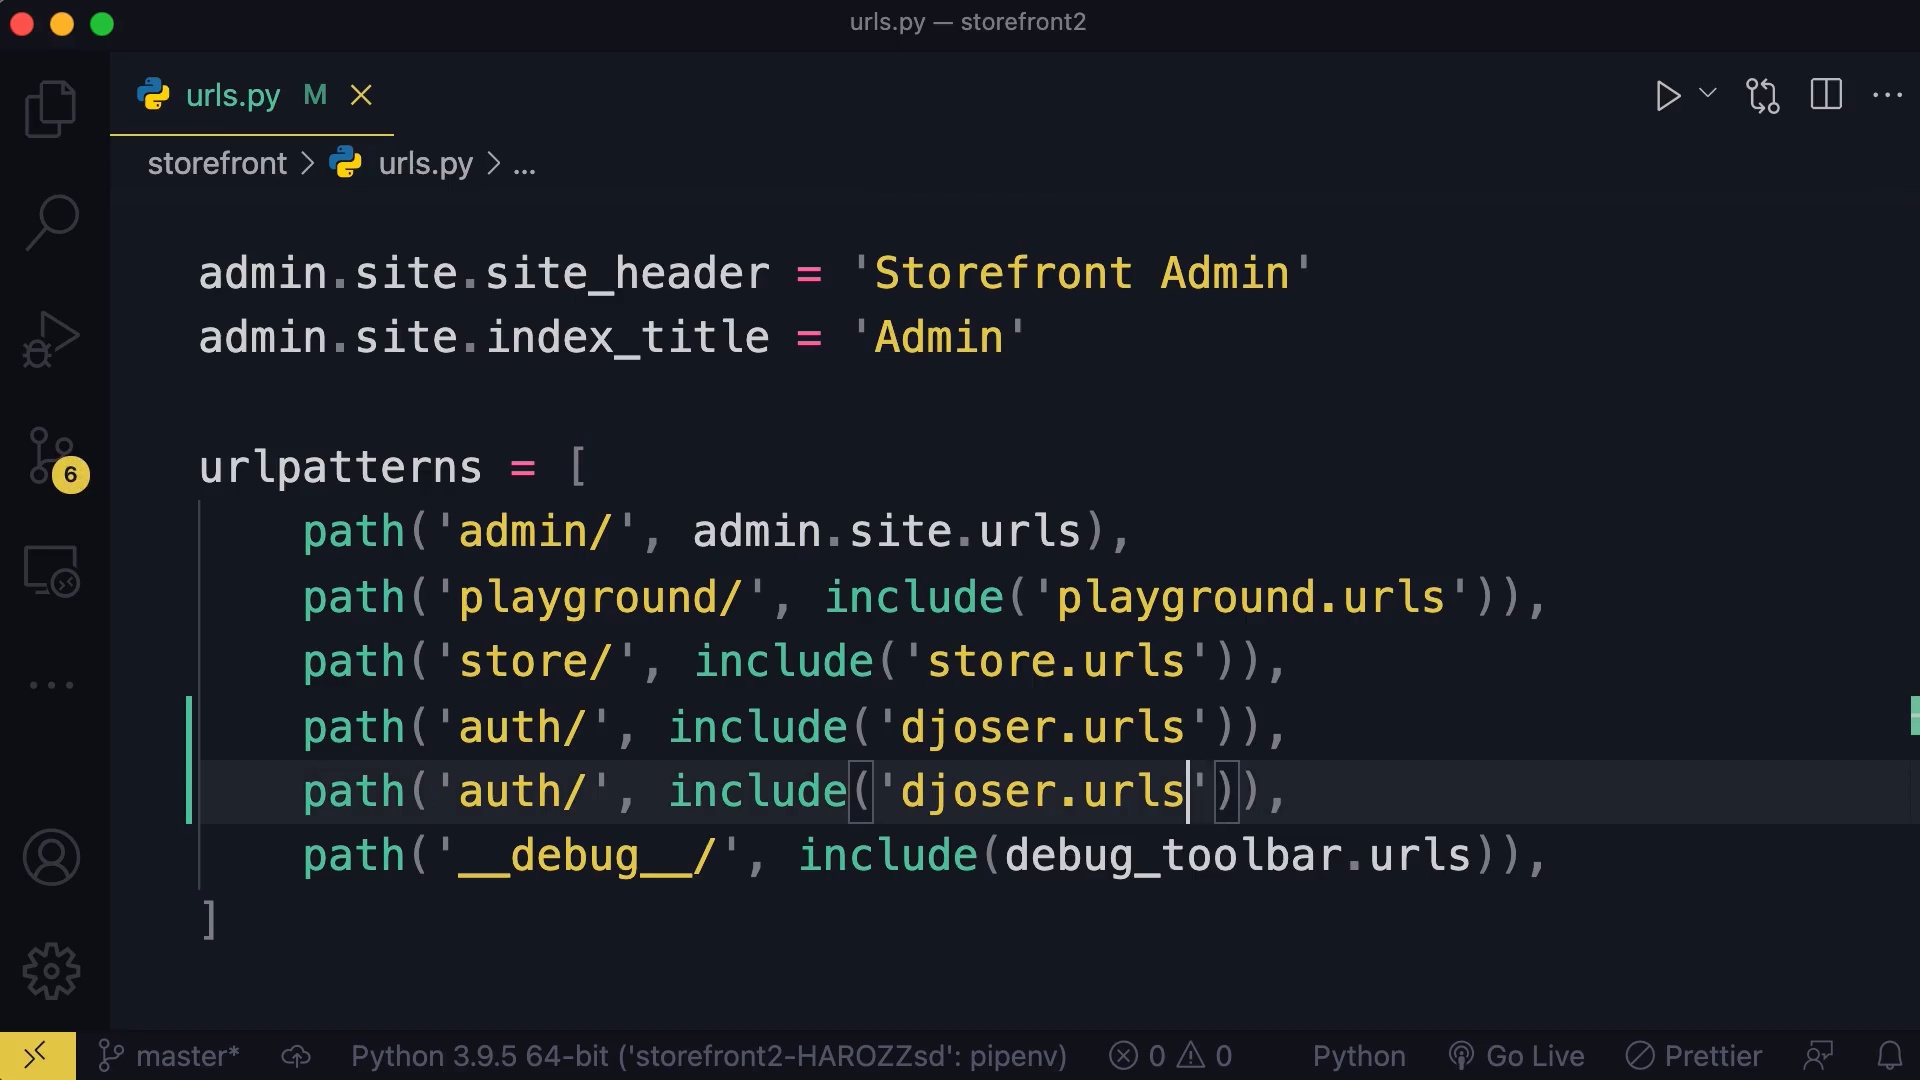 urls.py — storefront2
urls.py M
storefront > urls.py > ...
admin.site.site_header = 'Storefront Admin'
admin.site.index_title = 'Admin'
urlpatterns = [
    path('admin/', admin.site.urls),
    path('playground/', include('playground.urls')),
    path('store/', include('store.urls')),
    path('auth/', include('djoser.urls')),
    path('auth/', include('djoser.urls')),
    path('__debug__/', include(debug_toolbar.urls)),
]
6
master* Python 3.9.5 64-bit ('storefront2-HAROZZsd': pipenv) 0 0 Python Go Live Prettier